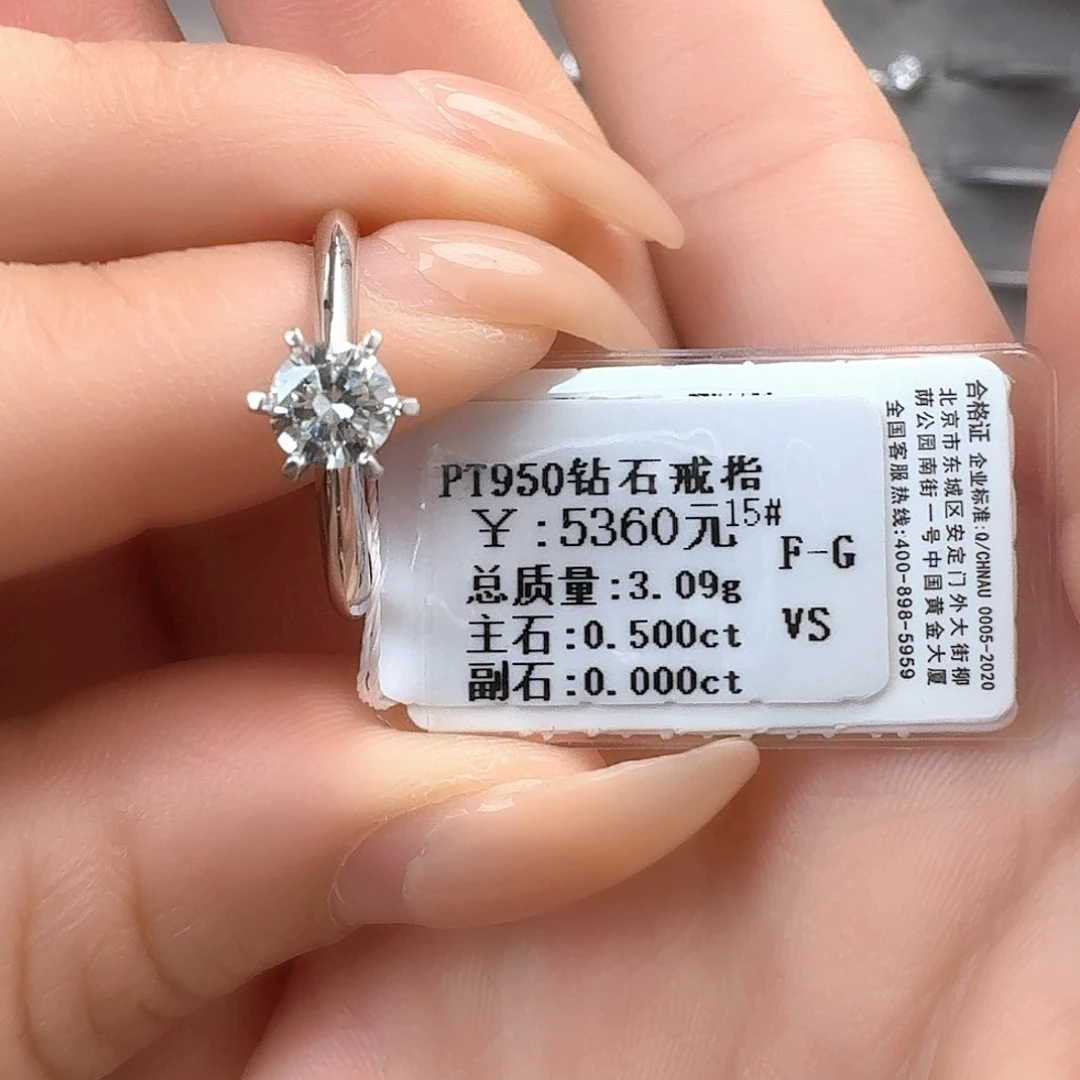 PT950钻石戒指
￥:5360元15#
总质量:3.09g
主石:0.500ct
副石:0.000ct
F-G
VS
合格证 企业标准:Q/CHNAU 0005-2020
北京市东城区安定门外大街柳
荫公园南街一号中国黄金大厦
全国客服热线:400-898-5959